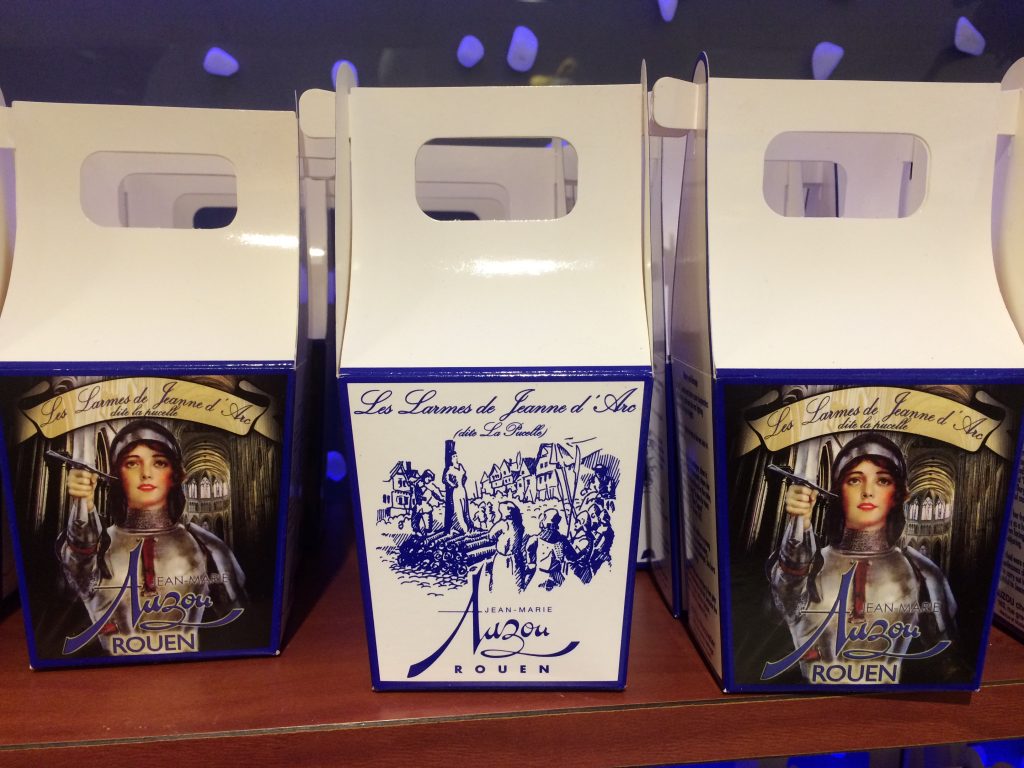 Les Larmes de Jeanne d'Arc
dite la pucelle
JEAN-MARIE
Auzou
ROUEN
Les Larmes de Jeanne d'Arc
(dite La Pucelle)
JEAN-MARIE
Auzou
ROUEN
Les Larmes de Jeanne d'Arc
dite la pucelle
JEAN-MARIE
Auzou
ROUEN